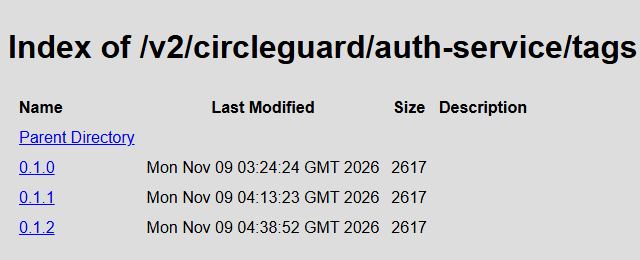 Index of /v2/circleguard/auth-service/tags
Name Last Modified Size Description
Parent Directory
0.1.0 Mon Nov 09 03:24:24 GMT 2026 2617
0.1.1 Mon Nov 09 04:13:23 GMT 2026 2617
0.1.2 Mon Nov 09 04:38:52 GMT 2026 2617